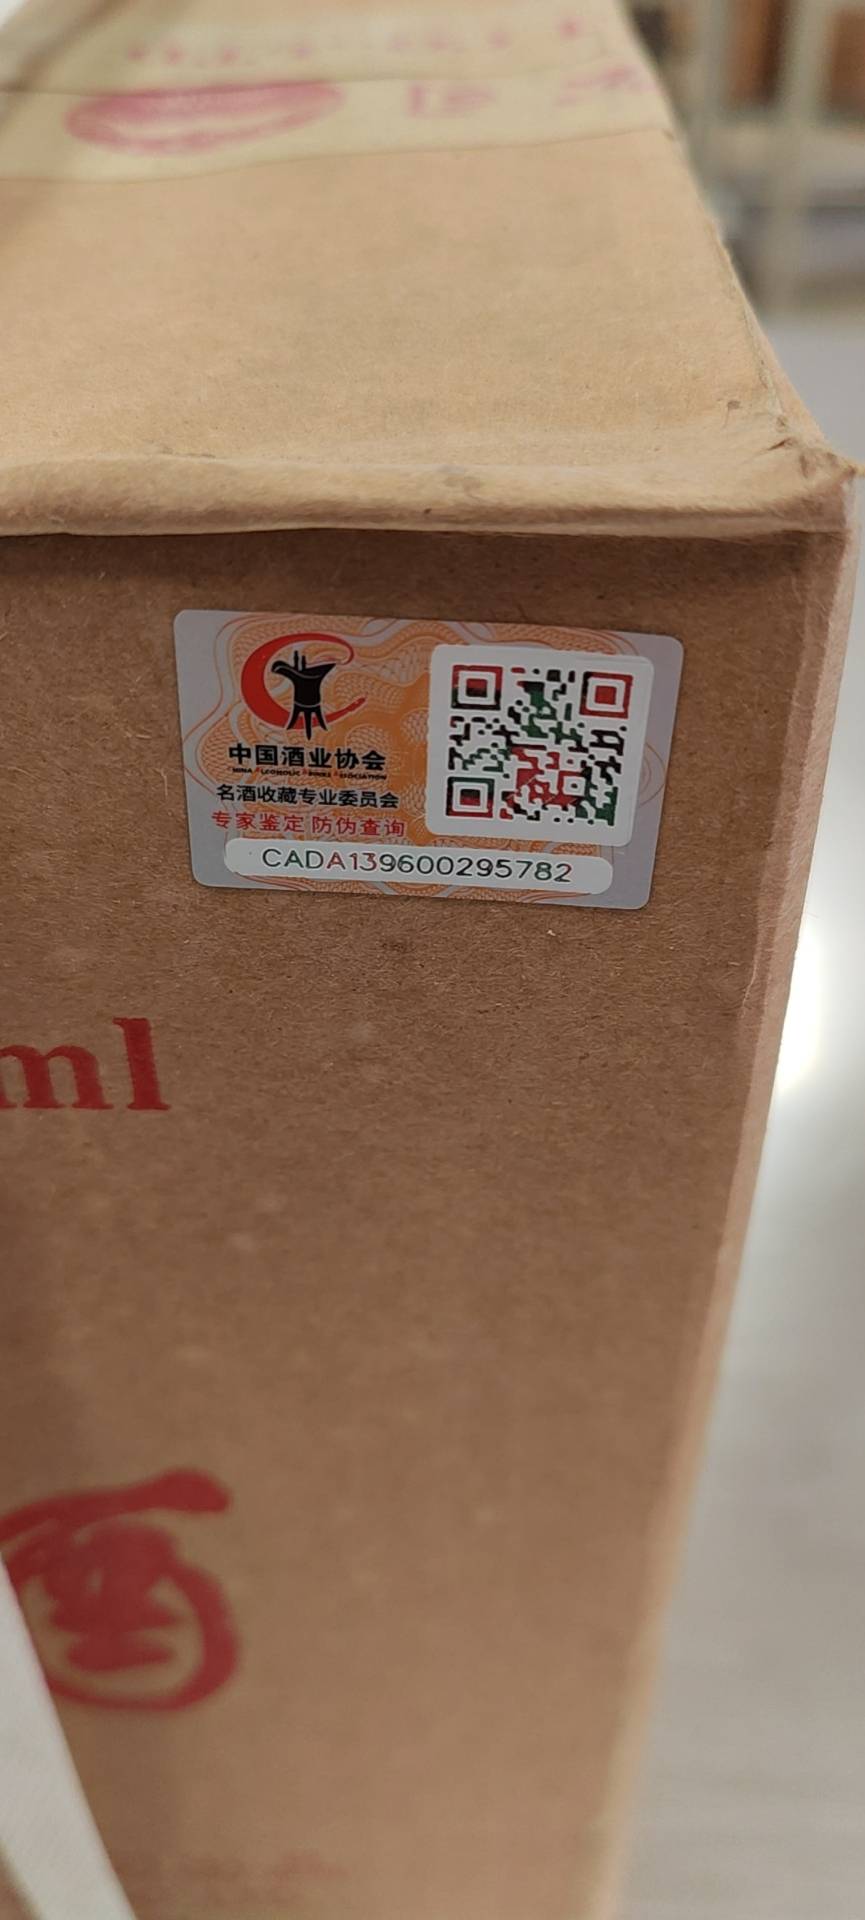 中国酒业协会
名酒收藏专业委员会
专家鉴定 防伪查询
CADA139600295782
ml
酒